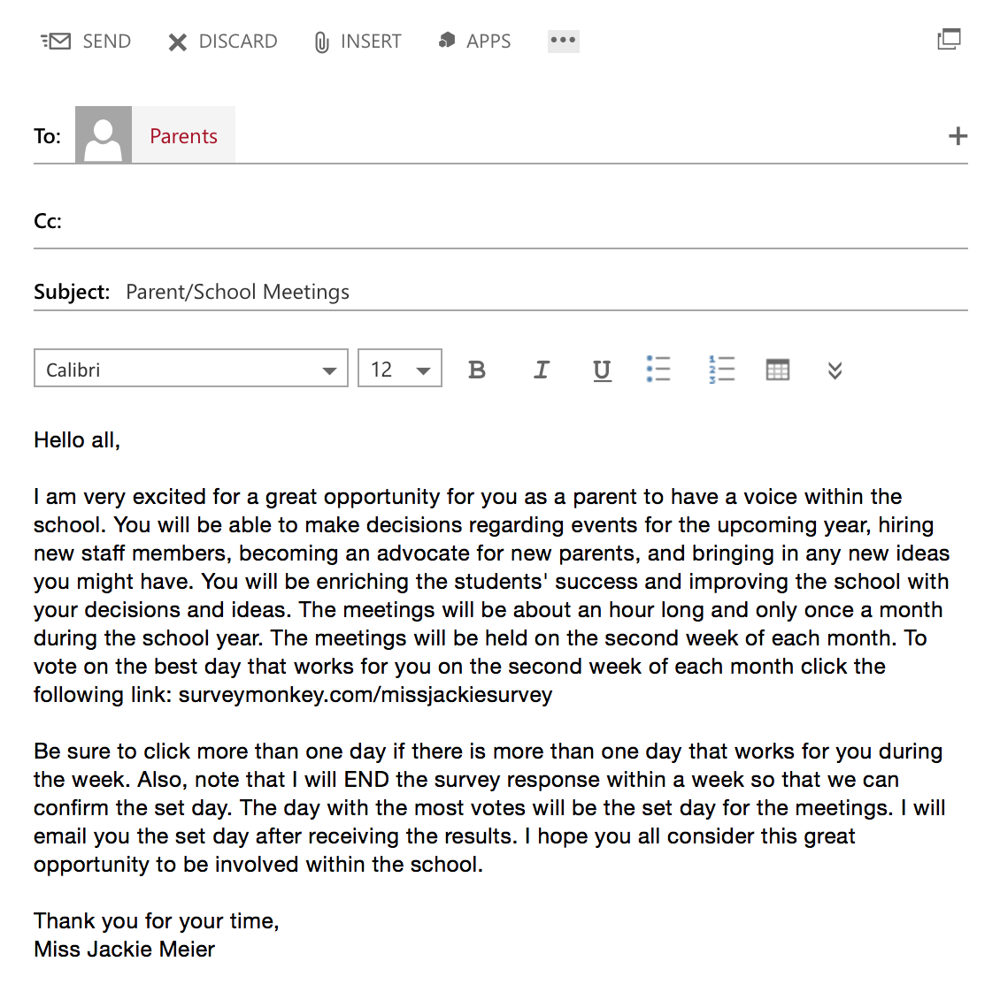 SEND DISCARD INSERT APPS
To: Parents
Cc:
Subject: Parent/School Meetings
Calibri 12 B I U
Hello all,
I am very excited for a great opportunity for you as a parent to have a voice within the
school. You will be able to make decisions regarding events for the upcoming year, hiring
new staff members, becoming an advocate for new parents, and bringing in any new ideas
you might have. You will be enriching the students' success and improving the school with
your decisions and ideas. The meetings will be about an hour long and only once a month
during the school year. The meetings will be held on the second week of each month. To
vote on the best day that works for you on the second week of each month click the
following link: surveymonkey.com/missjackiesurvey
Be sure to click more than one day if there is more than one day that works for you during
the week. Also, note that I will END the survey response within a week so that we can
confirm the set day. The day with the most votes will be the set day for the meetings. I will
email you the set day after receiving the results. I hope you all consider this great
opportunity to be involved within the school.
Thank you for your time,
Miss Jackie Meier